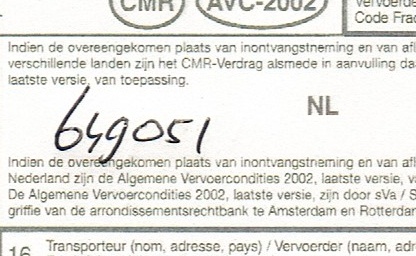 CMR AVC-2002 Vervoerde
Code Frac
Indien de overeengekomen plaats van inontvangstneming en van afl
verschillende landen zijn het CMR-Verdrag alsmede in aanvulling da
laatste versie, van toepassing.
NL
649051
Indien de overeengekomen plaats van inontvangstneming en van afl
Nederland zijn de Algemene Vervoercondities 2002, laatste versie, v
De Algemene Vervoercondities 2002, laatste versie, zijn door sVa / S
griffie van de arrondissementsrechtbank te Amsterdam en Rotterdam
16 Transporteur (nom, adresse, pays) / Vervoerder (naam, adr